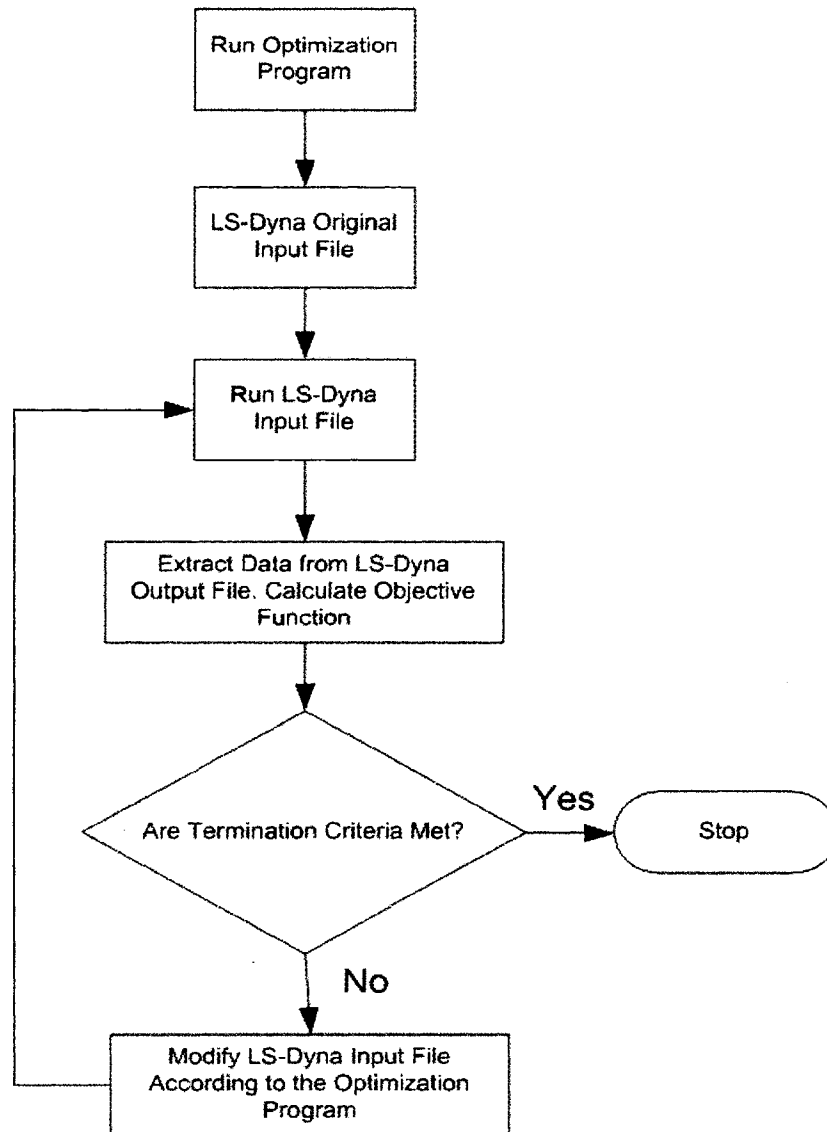 Run Optimization
Program
LS-Dyna Original
Input File
Run LS-Dyna
Input File
Extract Data from LS-Dyna
Output File. Calculate Objective
Function
Are Termination Criteria Met?
Yes
Stop
No
Modify LS-Dyna Input File
According to the Optimization
Program